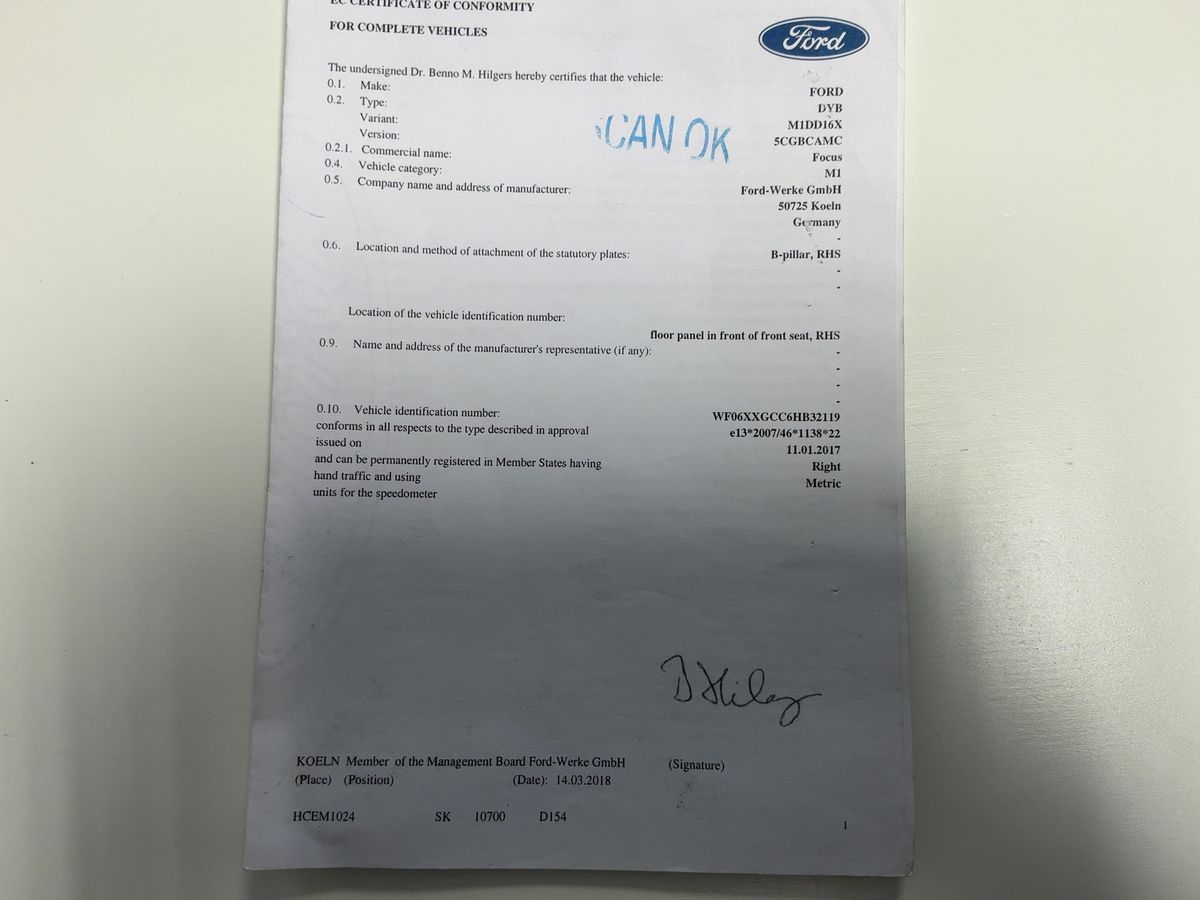 EC CERTIFICATE OF CONFORMITY
FOR COMPLETE VEHICLES
Ford
The undersigned Dr. Benno M. Hilgers hereby certifies that the vehicle:
0.1. Make: FORD
0.2. Type: DYB
Variant: M1DD16X
Version: 5CGBCAMC
0.2.1. Commercial name: Focus
0.4. Vehicle category: M1
0.5. Company name and address of manufacturer: Ford-Werke GmbH
50725 Koeln
Germany
-
CAN OK
0.6. Location and method of attachment of the statutory plates: B-pillar, RHS
-
-
Location of the vehicle identification number:
floor panel in front of front seat, RHS
0.9. Name and address of the manufacturer's representative (if any): -
-
-
-
0.10. Vehicle identification number: WF06XXGCC6HB32119
conforms in all respects to the type described in approval e13*2007/46*1138*22
issued on 11.01.2017
and can be permanently registered in Member States having Right
hand traffic and using Metric
units for the speedometer
KOELN Member of the Management Board Ford-Werke GmbH (Signature)
(Place) (Position) (Date): 14.03.2018
HCEM1024 SK 10700 D154
1